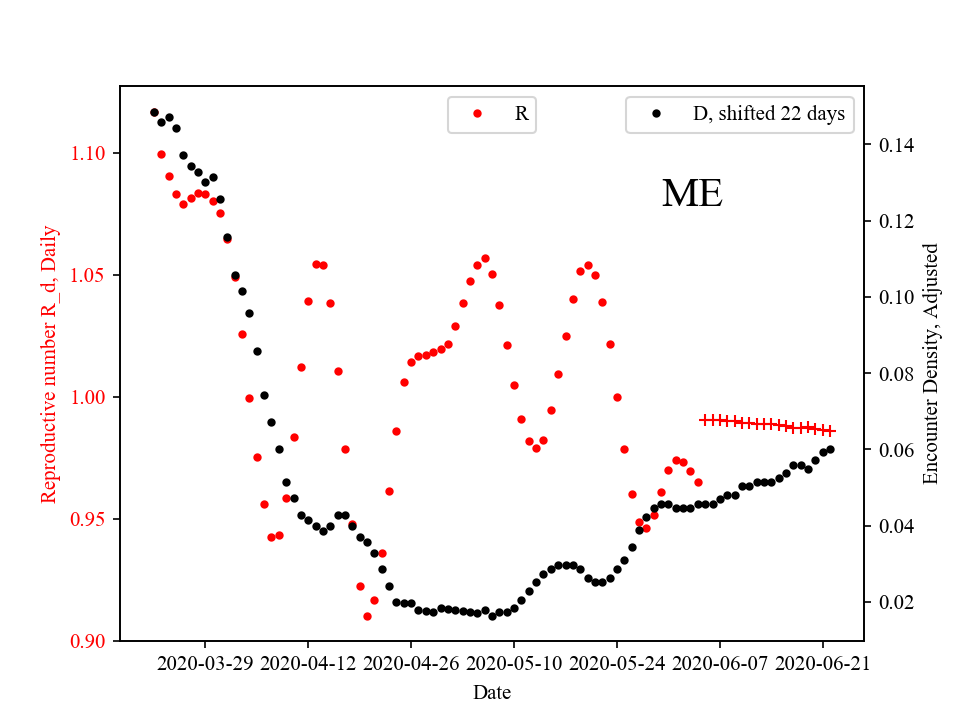 R
D, shifted 22 days
ME
Reproductive number R_d, Daily
1.10
1.05
1.00
0.95
0.90
0.14
0.12
0.10
0.08
0.06
0.04
0.02
Encounter Density, Adjusted
2020-03-29 2020-04-12 2020-04-26 2020-05-10 2020-05-24 2020-06-07 2020-06-21
Date